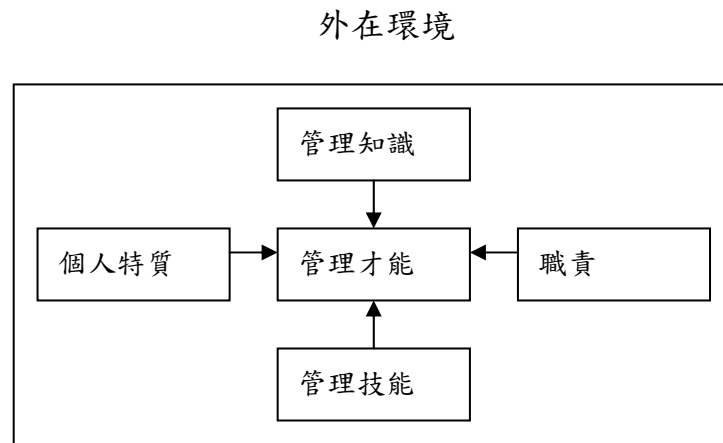 外在環境
管理知識
個人特質
管理才能
職責
管理技能